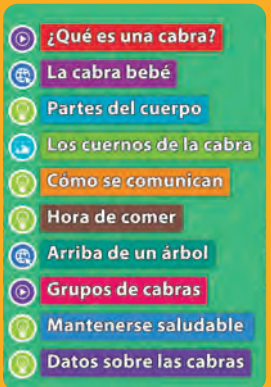 ¿Qué es una cabra?
La cabra bebé
Partes del cuerpo
Los cuernos de la cabra
Cómo se comunican
Hora de comer
Arriba de un árbol
Grupos de cabras
Mantenerse saludable
Datos sobre las cabras